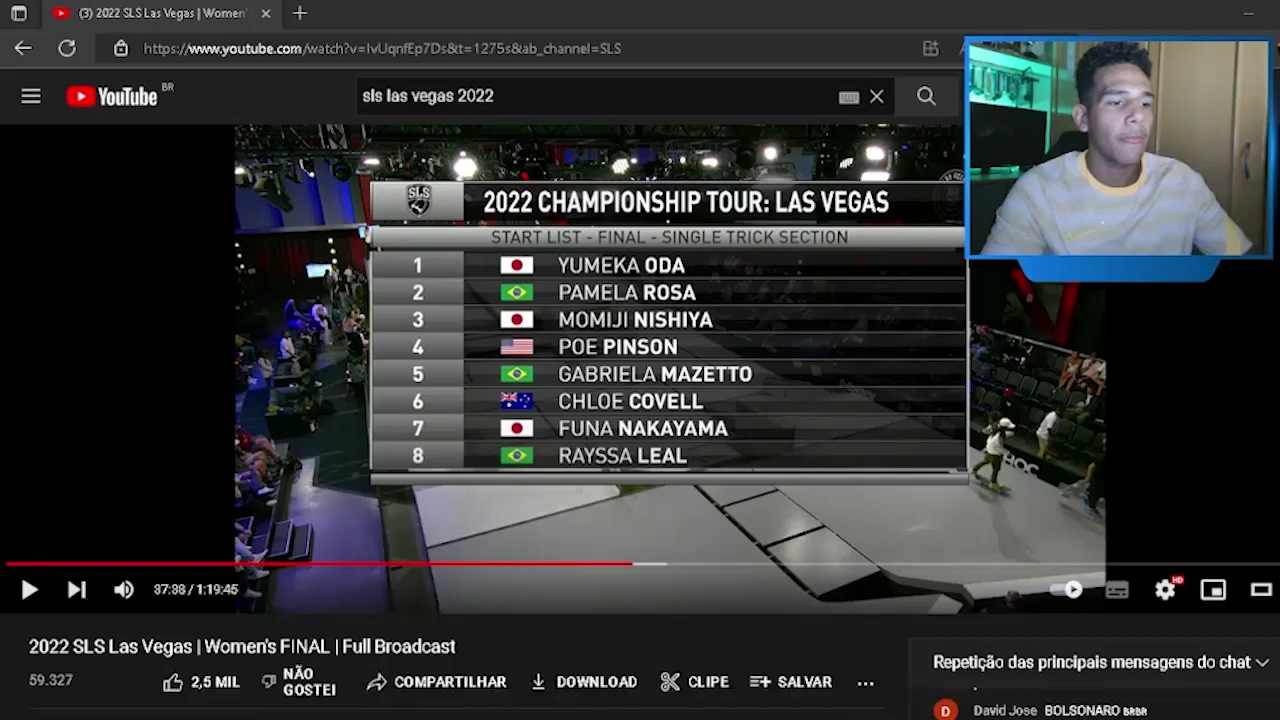 (3) 2022 SLS Las Vegas | Women'
https://www.youtube.com/watch?v=IvUqnfEp7Ds&t=1275s&ab_channel=SLS
YouTube BR
sls las vegas 2022
SLS
2022 CHAMPIONSHIP TOUR: LAS VEGAS
START LIST - FINAL - SINGLE TRICK SECTION
1 YUMEKA ODA
2 PAMELA ROSA
3 MOMIJI NISHIYA
4 POE PINSON
5 GABRIELA MAZETTO
6 CHLOE COVELL
7 FUNA NAKAYAMA
8 RAYSSA LEAL
37:38 / 1:19:45
HD
2022 SLS Las Vegas | Women's FINAL | Full Broadcast
59.327
2,5 MIL
NÃO GOSTEI
COMPARTILHAR
DOWNLOAD
CLIPE
SALVAR
Repetição das principais mensagens do chat
D David Jose BOLSONARO BRBR